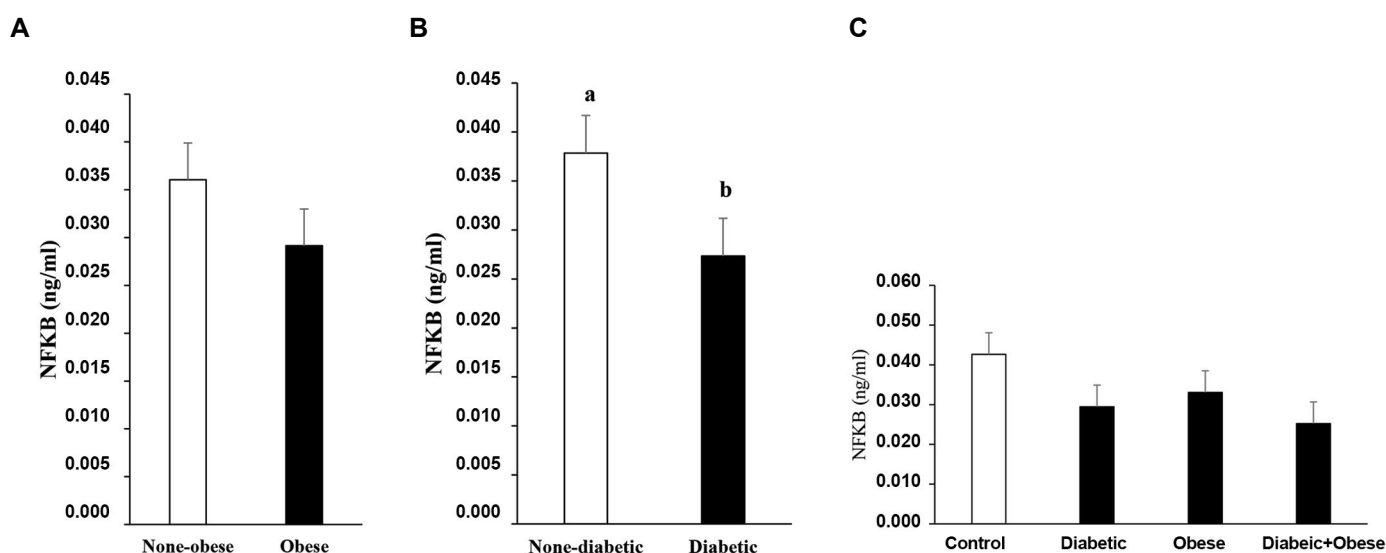 A
B
C
NFKB (ng/ml)
0.045
0.040
0.035
0.030
0.025
0.020
0.015
0.010
0.005
0.000
None-obese Obese
NFKB (ng/ml)
0.045
0.040
0.035
0.030
0.025
0.020
0.015
0.010
0.005
0.000
a
b
None-diabetic Diabetic
NFKB (ng/ml)
0.060
0.050
0.040
0.030
0.020
0.010
0.000
Control Diabetic Obese Diabeic+Obese